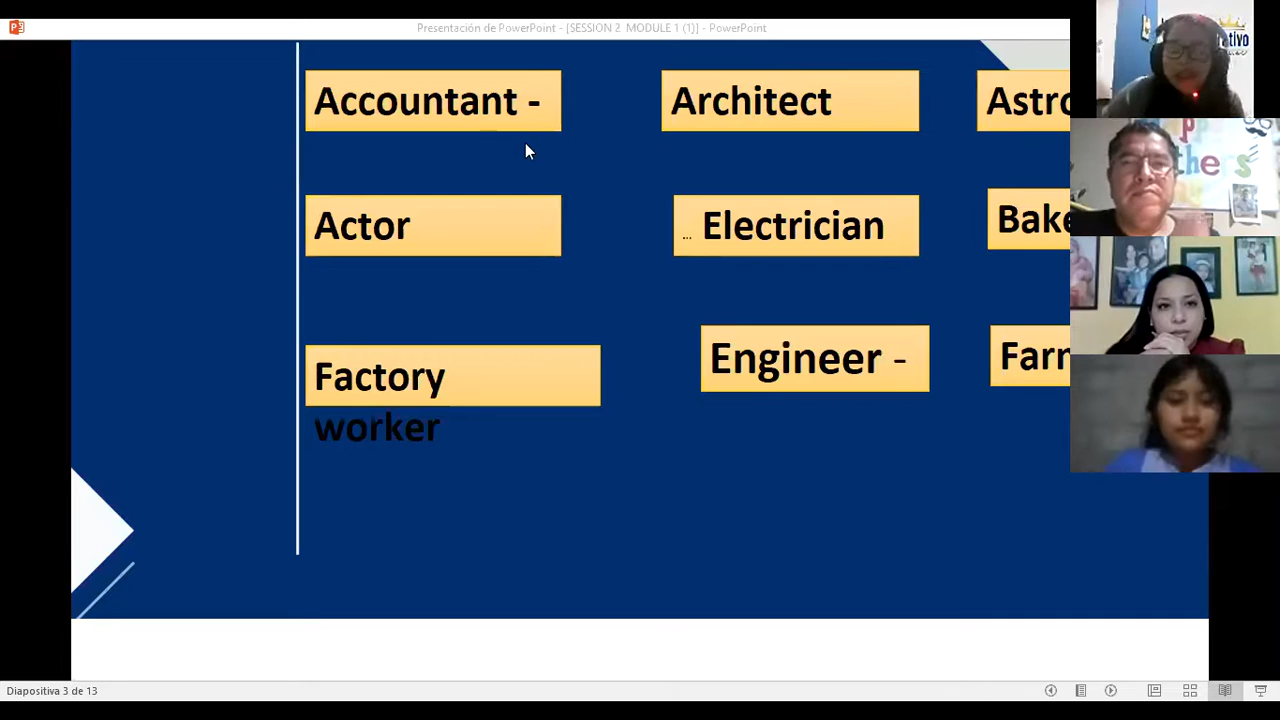 Presentación de PowerPoint - [SESSION 2 MODULE 1 (1)] - PowerPoint
Accountant -
Architect
Actor
... Electrician
Factory
worker
Engineer -
Diapositiva 3 de 13